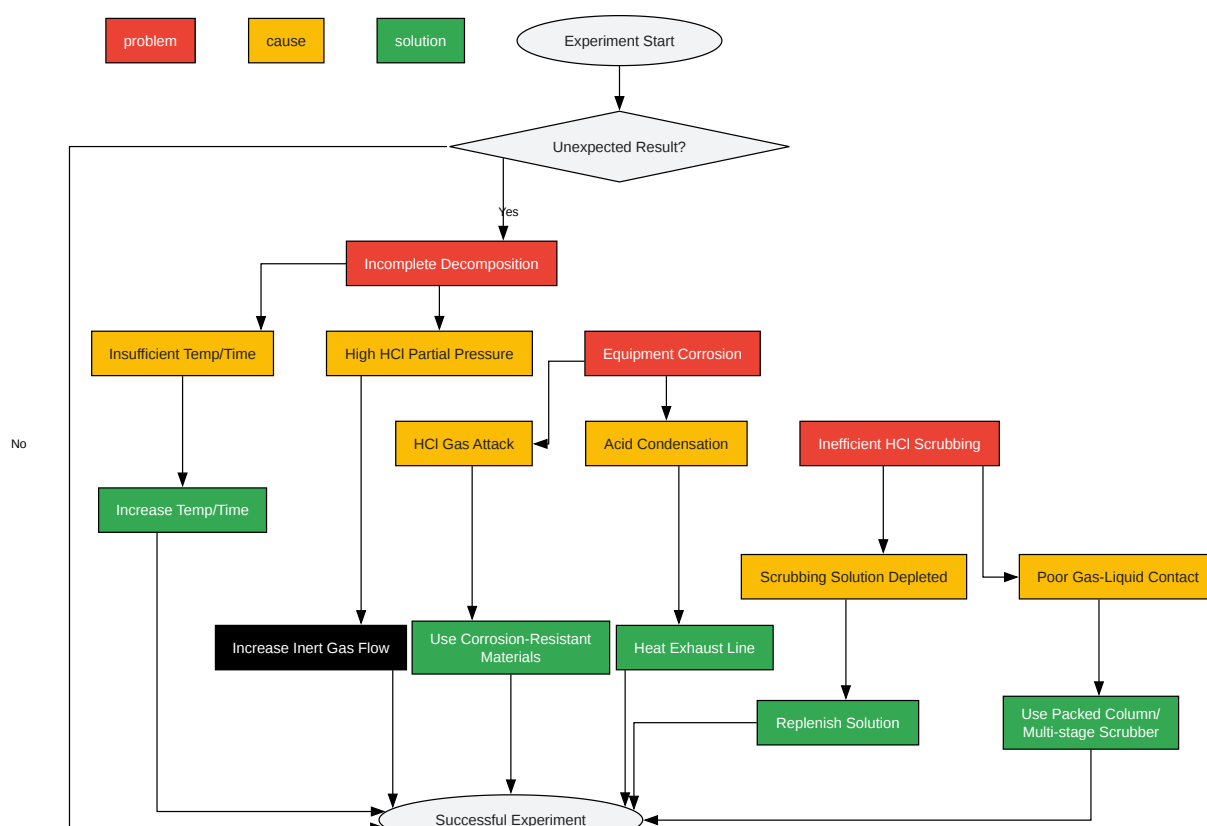 problem
cause
solution
Experiment Start
Unexpected Result?
Yes
Incomplete Decomposition
Insufficient Temp/Time
High HCl Partial Pressure
Equipment Corrosion
No
HCl Gas Attack
Acid Condensation
Inefficient HCl Scrubbing
Increase Temp/Time
Scrubbing Solution Depleted
Poor Gas-Liquid Contact
Increase Inert Gas Flow
Use Corrosion-Resistant
Materials
Heat Exhaust Line
Replenish Solution
Use Packed Column/
Multi-stage Scrubber
Successful Experiment